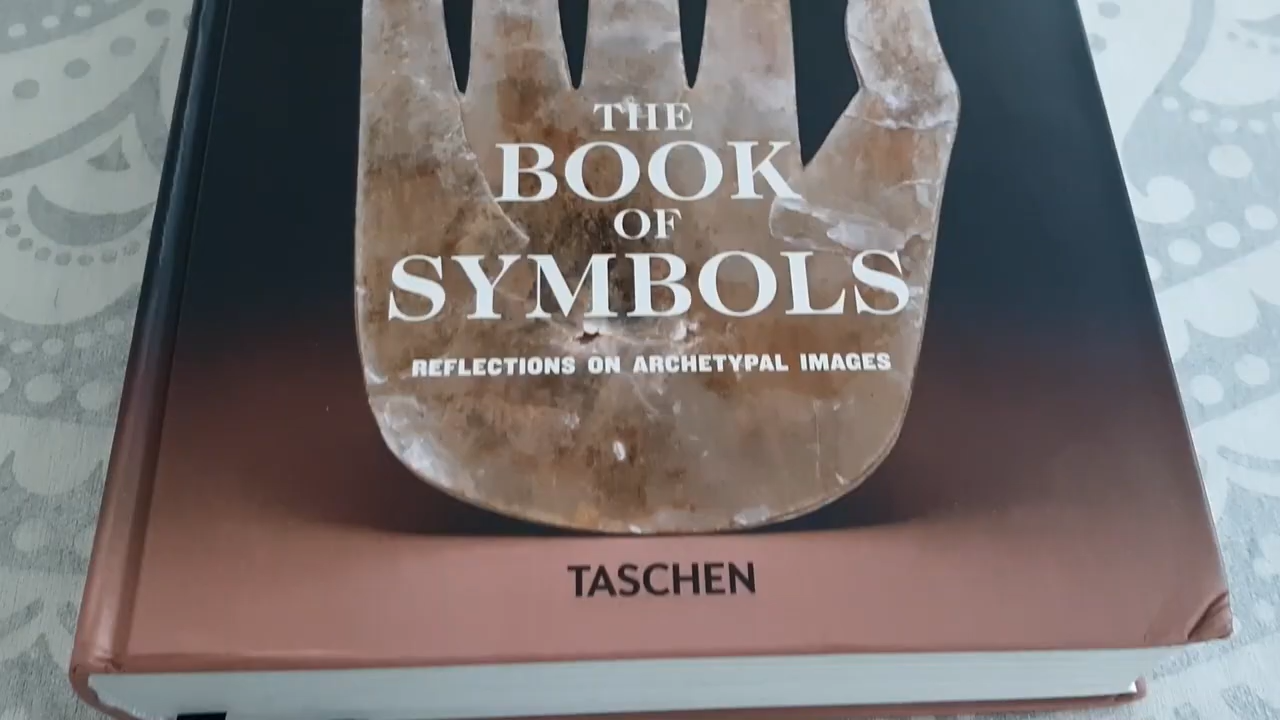 THE
BOOK
OF
SYMBOLS
REFLECTIONS ON ARCHETYPAL IMAGES
TASCHEN